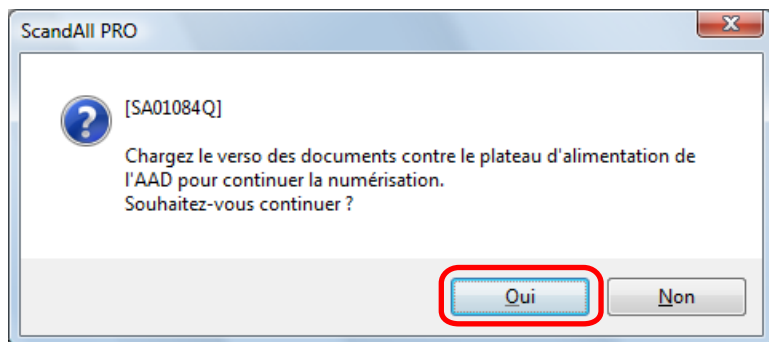 ScandAll PRO
[SA01084Q]
Chargez le verso des documents contre le plateau d'alimentation de
l'AAD pour continuer la numérisation.
Souhaitez-vous continuer ?
Oui
Non